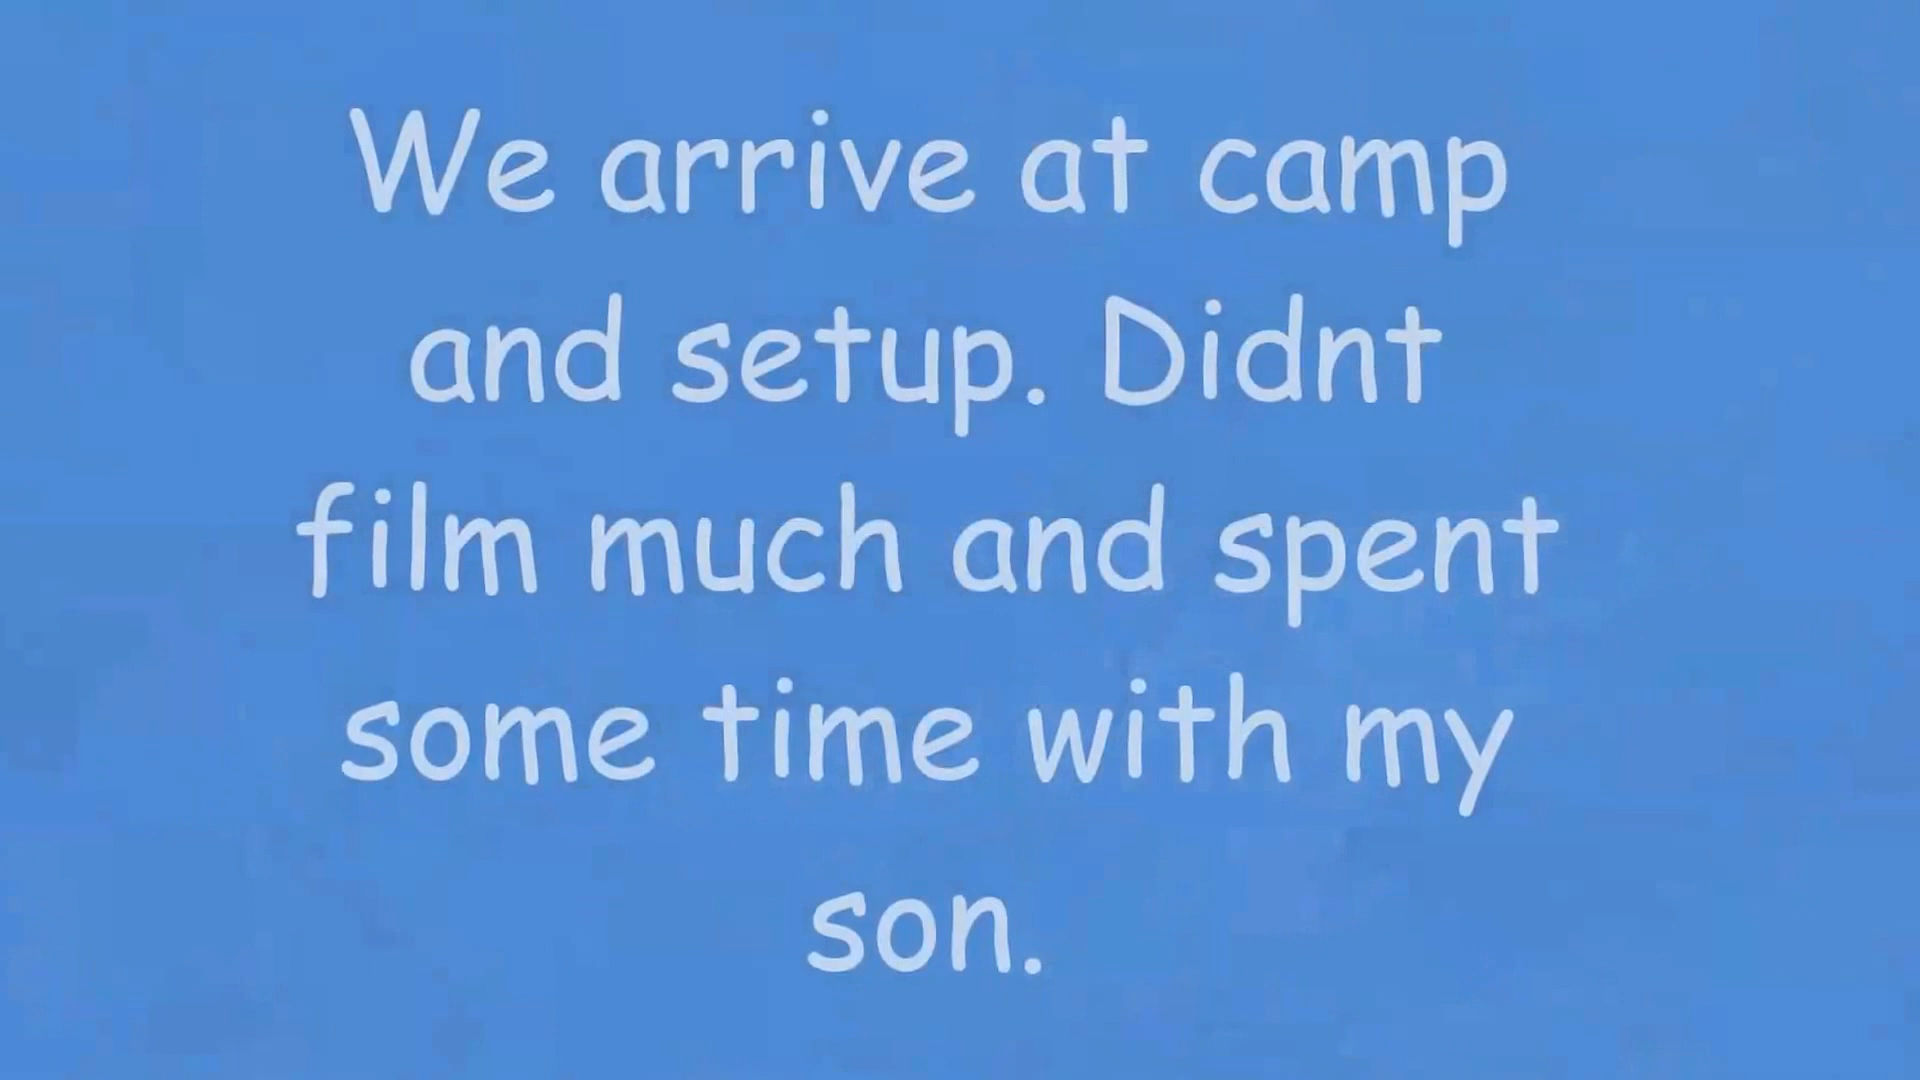 We arrive at camp
and setup. Didnt
film much and spent
some time with my
son.